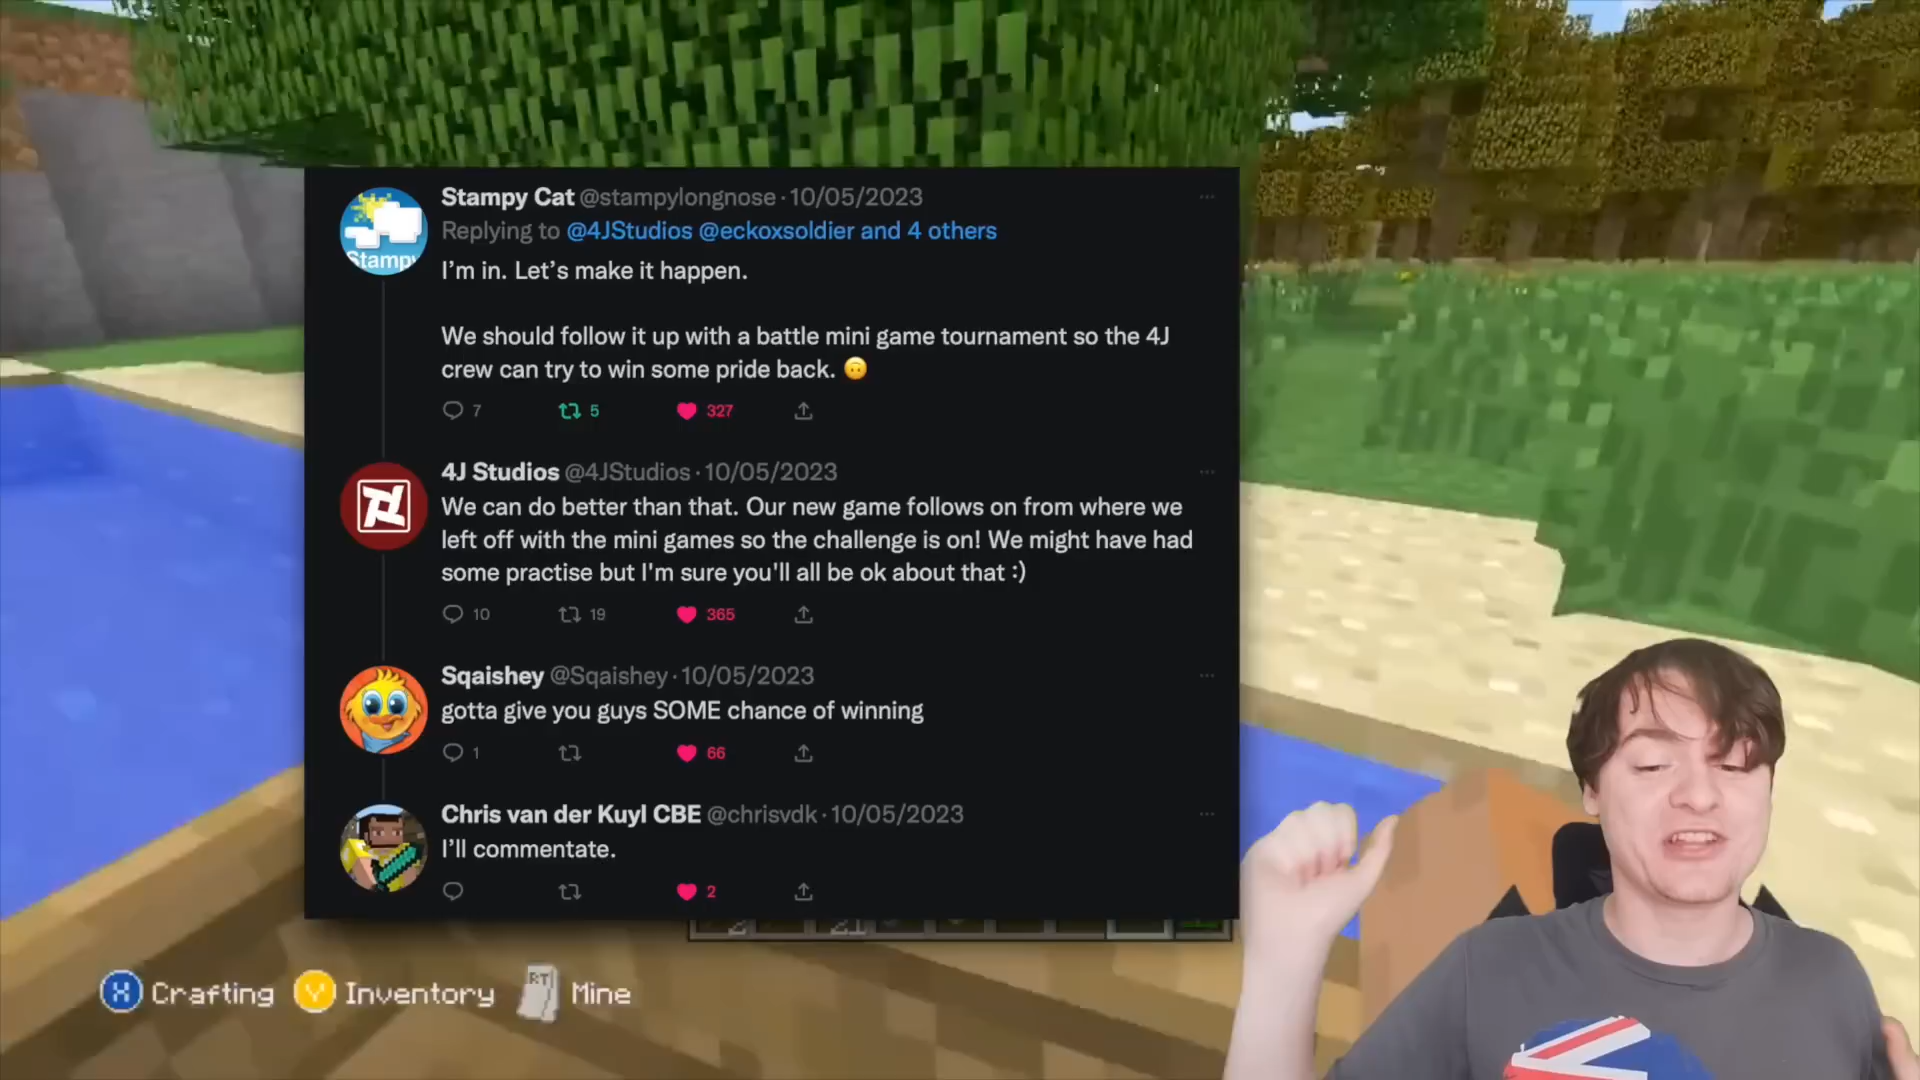 Stampy Cat @stampylongnose · 10/05/2023
Replying to @4JStudios @eckoxsoldier and 4 others
I'm in. Let's make it happen.
We should follow it up with a battle mini game tournament so the 4J
crew can try to win some pride back. 🙃
7 5 327
Stampy
4J Studios @4JStudios · 10/05/2023
We can do better than that. Our new game follows on from where we
left off with the mini games so the challenge is on! We might have had
some practise but I'm sure you'll all be ok about that :)
10 19 365
Sqaishey @Sqaishey · 10/05/2023
gotta give you guys SOME chance of winning
1 66
Chris van der Kuyl CBE @chrisvdk · 10/05/2023
I'll commentate.
2
2 21
X Crafting Y Inventory RT Mine